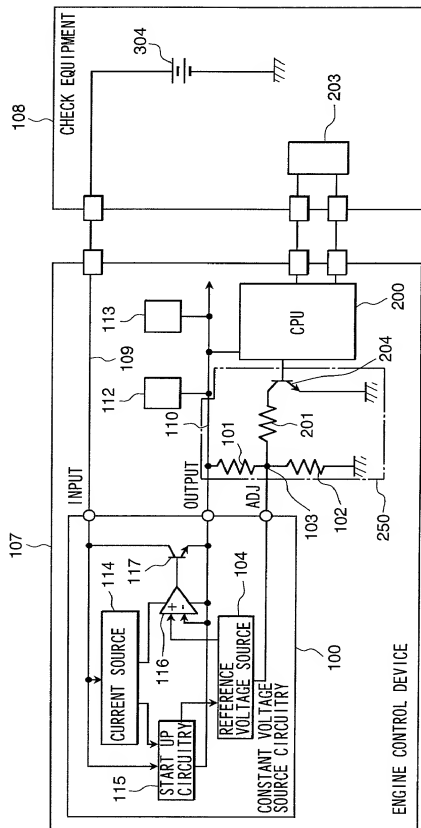 107
ENGINE CONTROL DEVICE
INPUT
109
114
CURRENT SOURCE
117
116
+
-
115
START UP
CIRCUITRY
104
REFERENCE
VOLTAGE SOURCE
CONSTANT VOLTAGE
SOURCE CIRCUITRY
100
OUTPUT
110
112
113
ADJ
101
103
102
201
204
250
CPU
200
108
CHECK EQUIPMENT
304
203